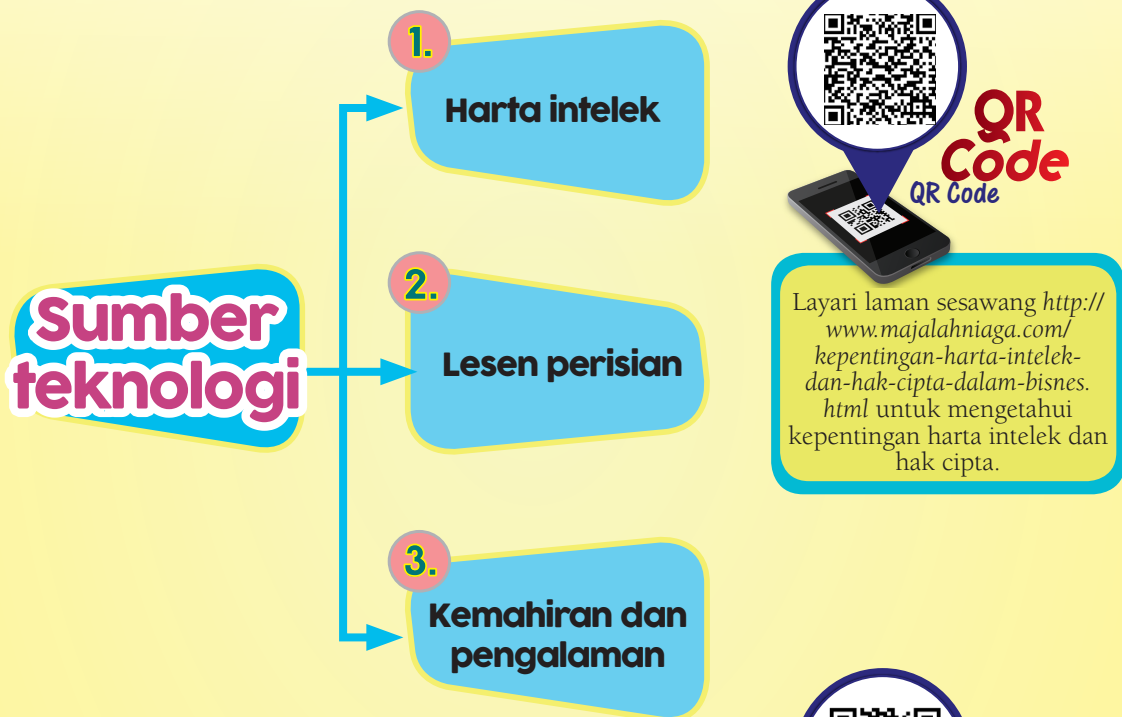 Sumber
teknologi
1.
Harta intelek
2.
Lesen perisian
3.
Kemahiran dan
pengalaman
QR
Code
QR Code
Layari laman sesawang http://
www.majalahniaga.com/
kepentingan-harta-intelek-
dan-hak-cipta-dalam-bisnes.
html untuk mengetahui
kepentingan harta intelek dan
hak cipta.